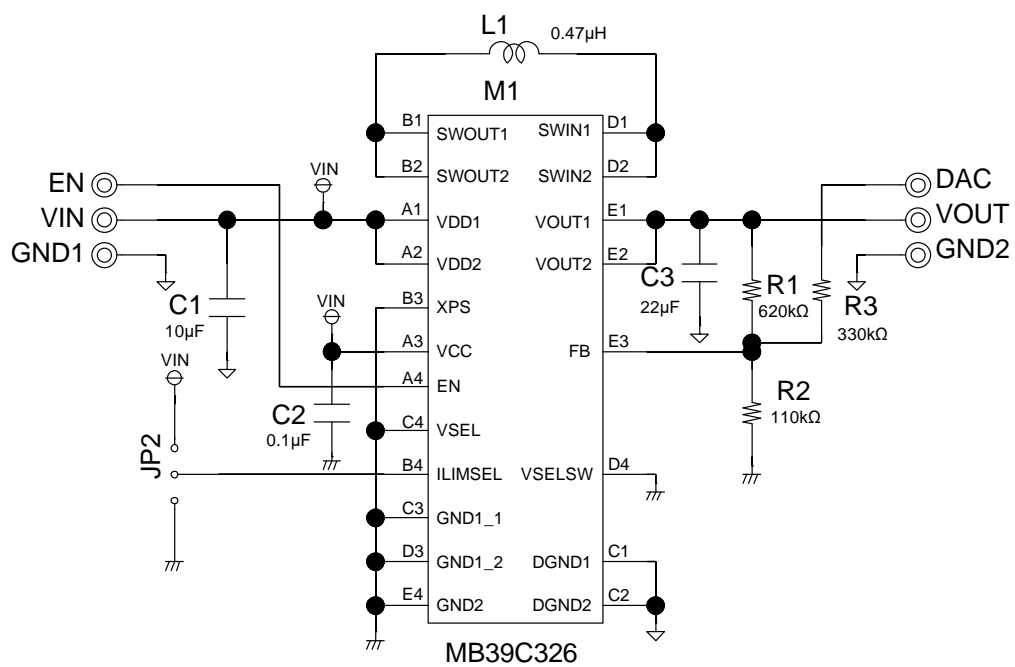 L1
0.47µH
M1
B1
SWOUT1
SWIN1
D1
B2
SWOUT2
SWIN2
D2
VIN
EN
DAC
VIN
A1
VDD1
VOUT1
E1
VOUT
GND1
A2
VDD2
VOUT2
E2
GND2
C1
10µF
VIN
B3
XPS
C3
22µF
R1
620kΩ
R3
330kΩ
A3
VCC
FB
E3
VIN
A4
EN
C2
0.1µF
R2
110kΩ
C4
VSEL
JP2
B4
ILIMSEL
VSELSW
D4
C3
GND1_1
D3
GND1_2
DGND1
C1
E4
GND2
DGND2
C2
MB39C326